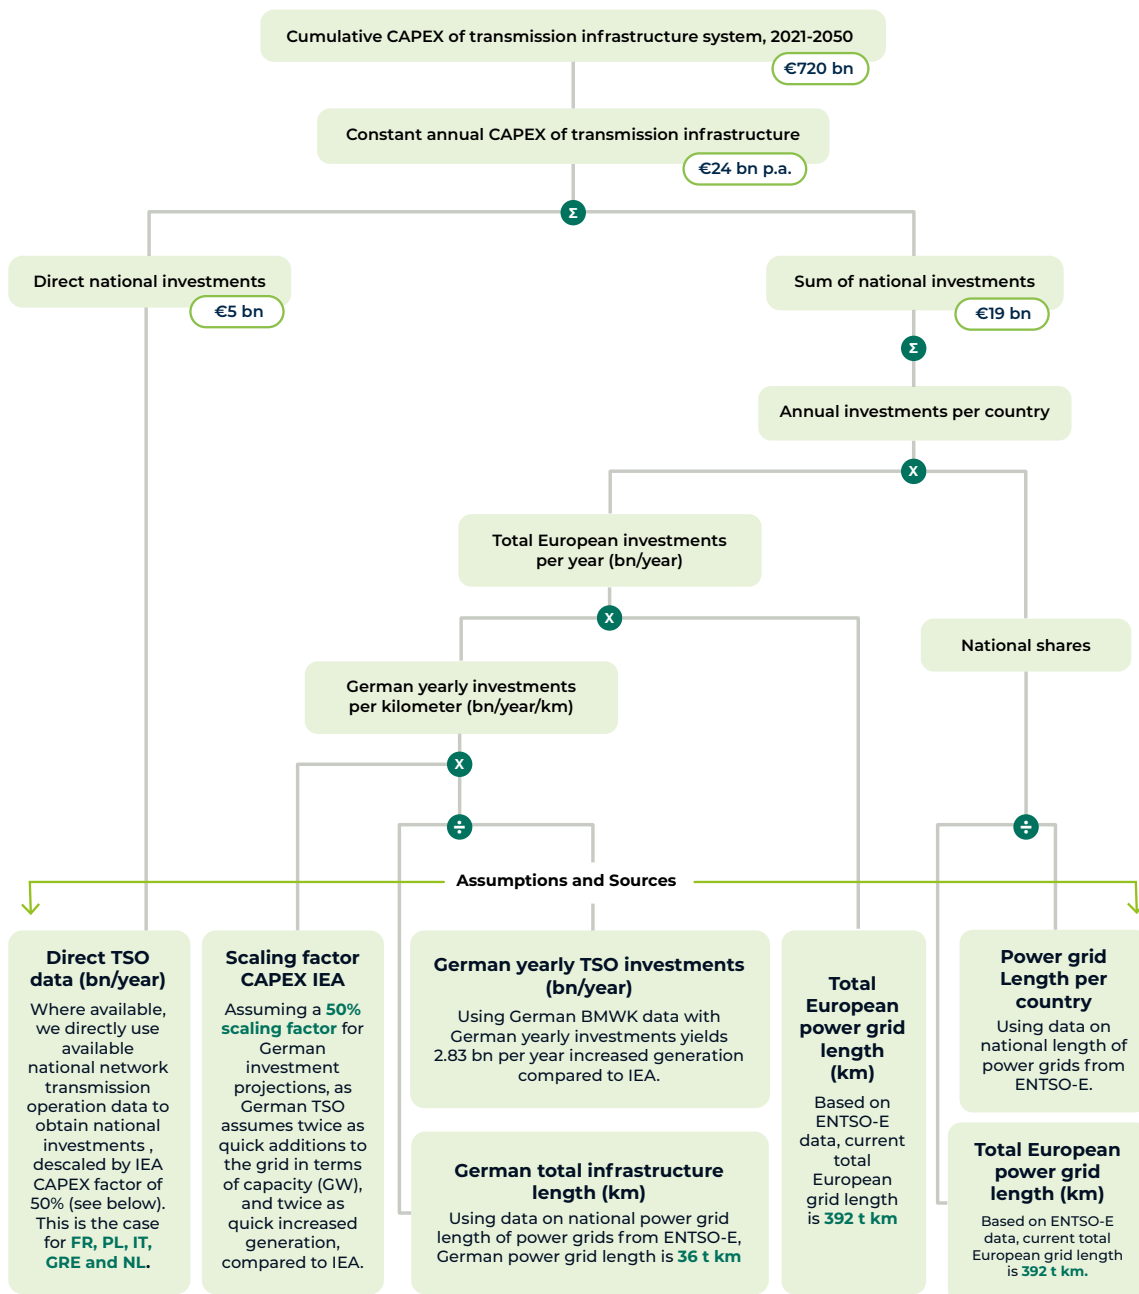 Cumulative CAPEX of transmission infrastructure system, 2021-2050
€720 bn
Constant annual CAPEX of transmission infrastructure
€24 bn p.a.
Σ
Direct national investments
€5 bn
Sum of national investments
€19 bn
Σ
Annual investments per country
X
Total European investments
per year (bn/year)
X
National shares
German yearly investments
per kilometer (bn/year/km)
X
÷
÷
Assumptions and Sources
Direct TSO
data (bn/year)
Where available,
we directly use
available
national network
transmission
operation data to
obtain national
investments ,
descaled by IEA
CAPEX factor of
50% (see below).
This is the case
for FR, PL, IT,
GRE and NL.
Scaling factor
CAPEX IEA
Assuming a 50%
scaling factor for
German
investment
projections, as
German TSO
assumes twice as
quick additions to
the grid in terms
of capacity (GW),
and twice as
quick increased
generation,
compared to IEA.
German yearly TSO investments
(bn/year)
Using German BMWK data with
German yearly investments yields
2.83 bn per year increased generation
compared to IEA.
German total infrastructure
length (km)
Using data on national power grid
length of power grids from ENTSO-E,
German power grid length is 36 t km
Total
European
power grid
length
(km)
Based on
ENTSO-E
data, current
total
European
grid length
is 392 t km
Power grid
Length per
country
Using data on
national length of
power grids from
ENTSO-E.
Total European
power grid
length (km)
Based on ENTSO-E
data, current total
European grid length
is 392 t km.